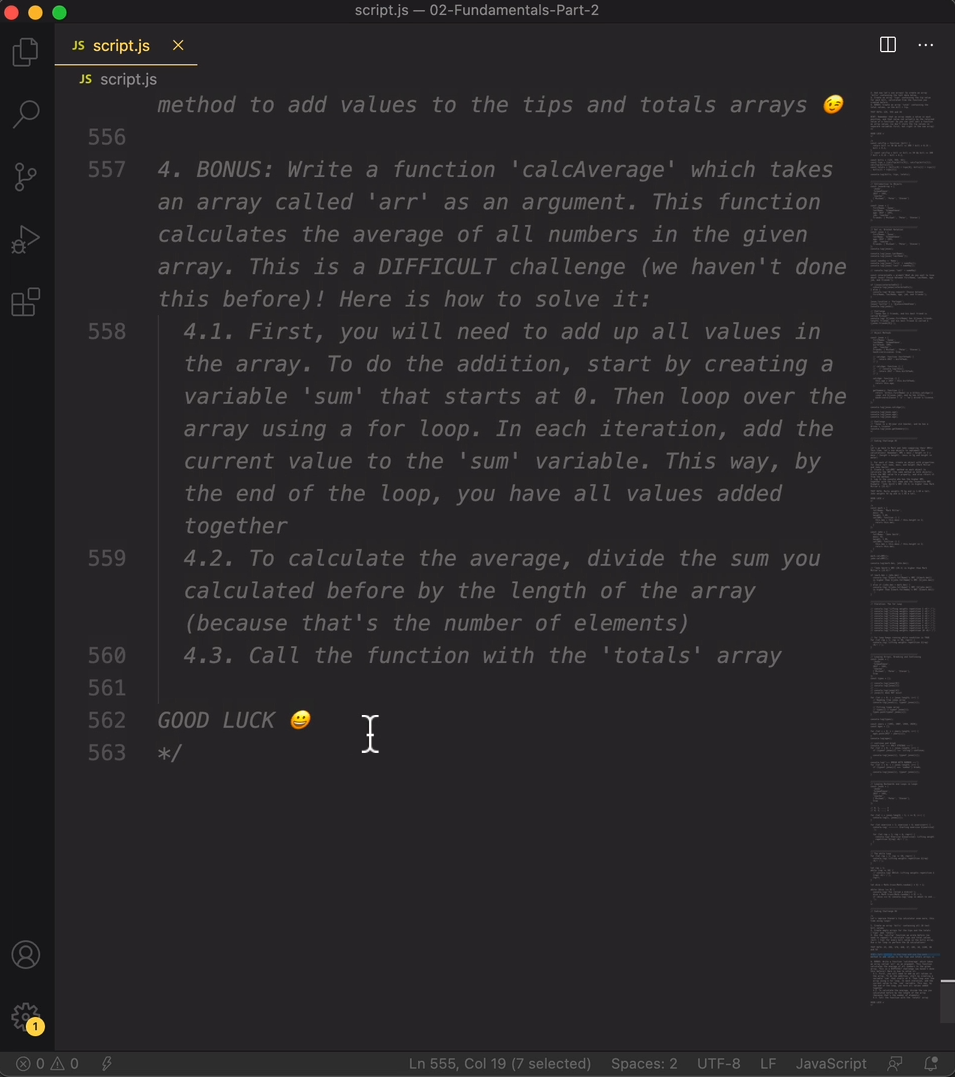 script.js — 02-Fundamentals-Part-2
JS script.js
JS script.js
method to add values to the tips and totals arrays 😉
556
557 4. BONUS: Write a function 'calcAverage' which takes
an array called 'arr' as an argument. This function
calculates the average of all numbers in the given
array. This is a DIFFICULT challenge (we haven't done
this before)! Here is how to solve it:
558 4.1. First, you will need to add up all values in
the array. To do the addition, start by creating a
variable 'sum' that starts at 0. Then loop over the
array using a for loop. In each iteration, add the
current value to the 'sum' variable. This way, by
the end of the loop, you have all values added
together
559 4.2. To calculate the average, divide the sum you
calculated before by the length of the array
(because that's the number of elements)
560 4.3. Call the function with the 'totals' array
561
562 GOOD LUCK 😀
563 */
1
0 0 Ln 555, Col 19 (7 selected) Spaces: 2 UTF-8 LF JavaScript